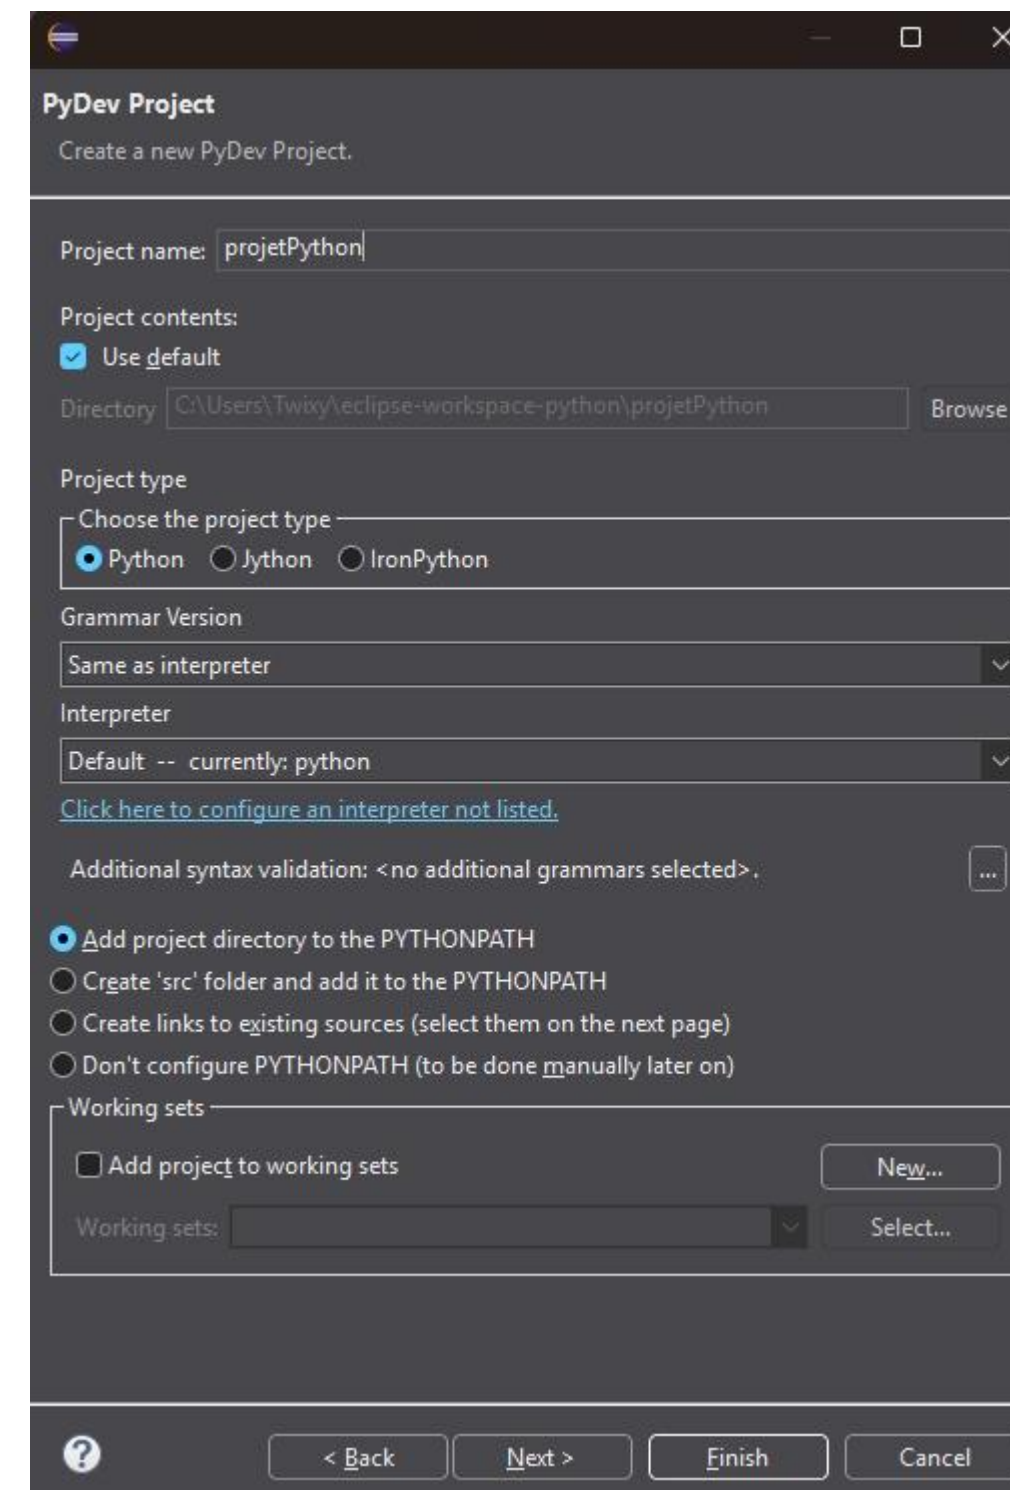 PyDev Project
Create a new PyDev Project.
Project name: projetPython
Project contents:
Use default
Directory C:\Users\Twixy\eclipse-workspace-python\projetPython Browse
Project type
Choose the project type
Python Jython IronPython
Grammar Version
Same as interpreter
Interpreter
Default -- currently: python
Click here to configure an interpreter not listed.
Additional syntax validation: <no additional grammars selected>. ...
Add project directory to the PYTHONPATH
Create 'src' folder and add it to the PYTHONPATH
Create links to existing sources (select them on the next page)
Don't configure PYTHONPATH (to be done manually later on)
Working sets
Add project to working sets New...
Working sets: Select...
? < Back Next > Finish Cancel